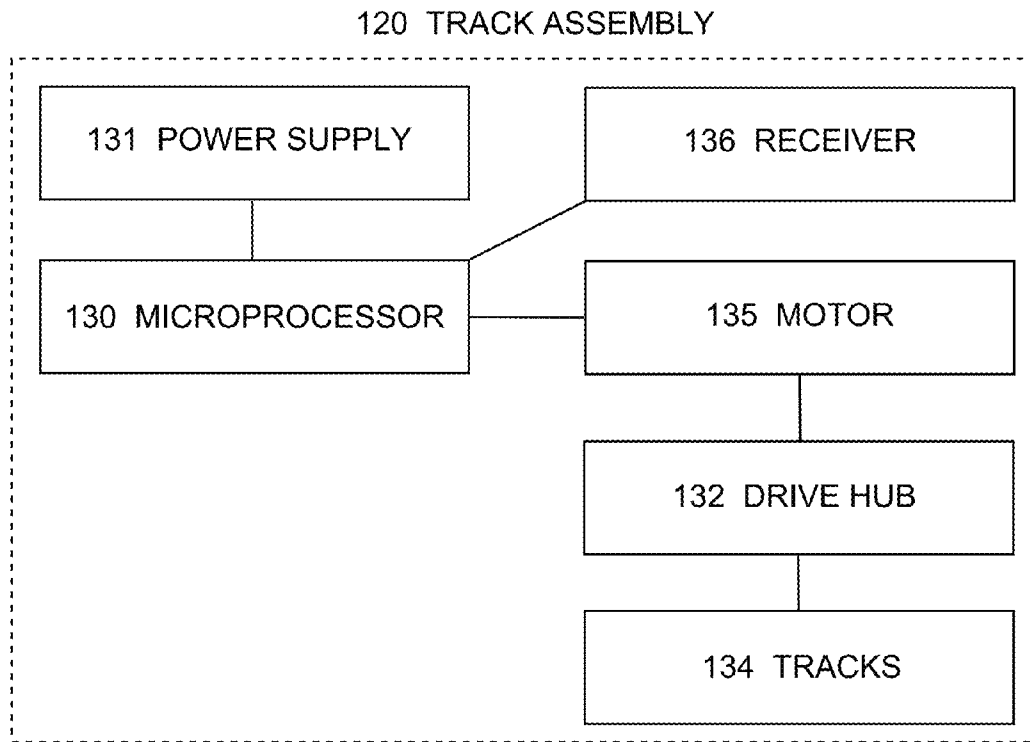 120 TRACK ASSEMBLY
131 POWER SUPPLY
136 RECEIVER
130 MICROPROCESSOR
135 MOTOR
132 DRIVE HUB
134 TRACKS